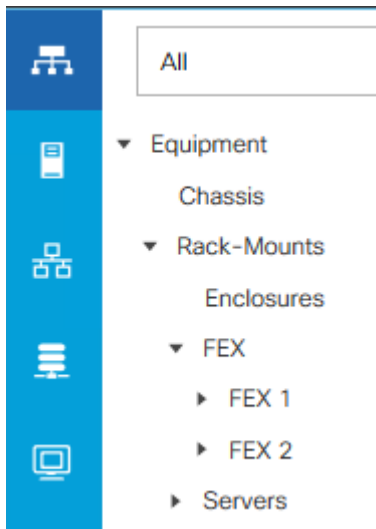 All
Equipment
Chassis
Rack-Mounts
Enclosures
FEX
FEX 1
FEX 2
Servers